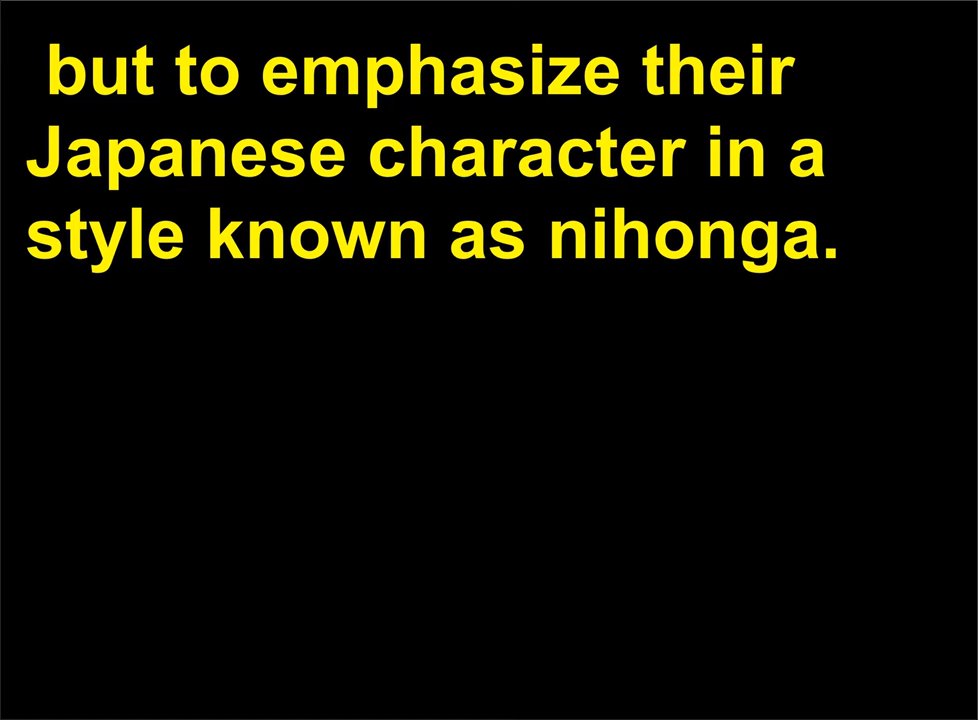 but to emphasize their
Japanese character in a
style known as nihonga.